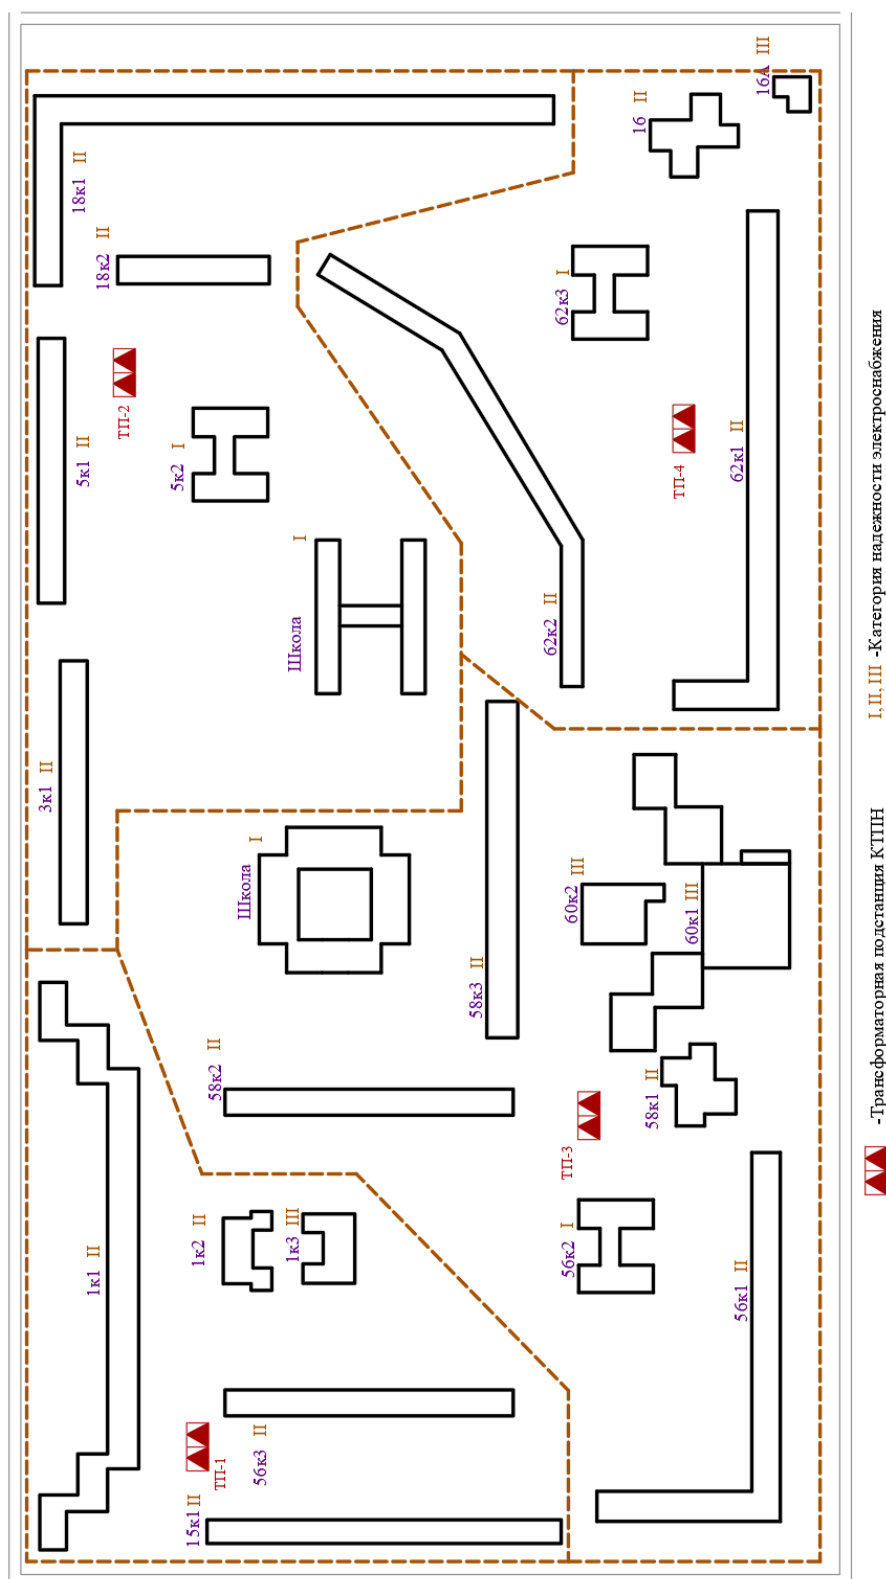 16А III
16 II
18к1 II
18к2 II
62к3 I
ТП-2
5к1 II
5к2 I
ТП-4
62к1 II
Школа I
62к2 II
3к1 II
Школа I
60к2 III
60к1 III
58к3 II
58к2 II
58к1 II
ТП-3
1к1 II
1к2 II
1к3 III
56к2 I
56к1 II
ТП-1
56к3 II
15к1 II
-Трансформаторная подстанция КТПН
I, II, III -Категория надежности электроснабжения